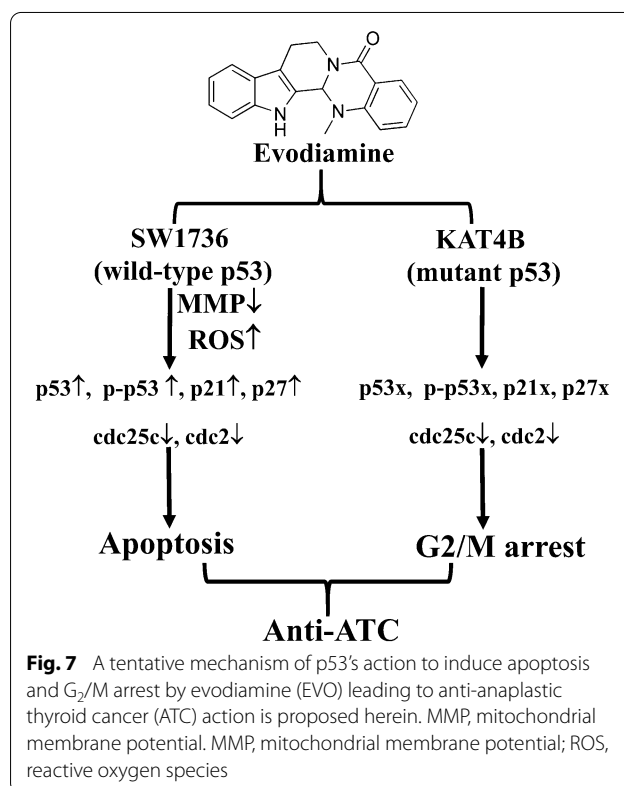 O
N
N
N
H
Evodiamine
SW1736
(wild-type p53)
KAT4B
(mutant p53)
MMP↓
ROS↑
p53↑, p-p53 ↑, p21↑, p27↑
p53x, p-p53x, p21x, p27x
cdc25c↓, cdc2↓
cdc25c↓, cdc2↓
Apoptosis
G2/M arrest
Anti-ATC
Fig. 7 A tentative mechanism of p53's action to induce apoptosis
and G₂/M arrest by evodiamine (EVO) leading to anti-anaplastic
thyroid cancer (ATC) action is proposed herein. MMP, mitochondrial
membrane potential. MMP, mitochondrial membrane potential; ROS,
reactive oxygen species